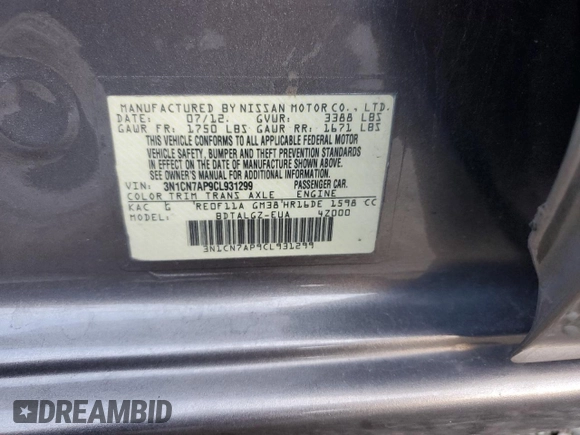 MANUFACTURED BY NISSAN MOTOR CO., LTD.
DATE: 07/12. GVWR: 3388 LBS
GAWR FR: 1750 LBS GAWR RR: 1671 LBS
THIS VEHICLE CONFORMS TO ALL APPLICABLE FEDERAL MOTOR
VEHICLE SAFETY, BUMPER AND THEFT PREVENTION STANDARDS
IN EFFECT ON THE DATE OF MANUFACTURE SHOWN ABOVE.
SEE OWNERS MANUAL FOR ADDITIONAL INFORMATION.
VIN: 3N1CN7AP9CL931299 PASSENGER CAR.
COLOR TRIM TRANS AXLE ENGINE
KAC G RE0F11A GM38 HR16DE 1598 CC
MODEL: BDTALGZ-EUA 4Z000
3N1CN7AP9CL931299
DREAMBID